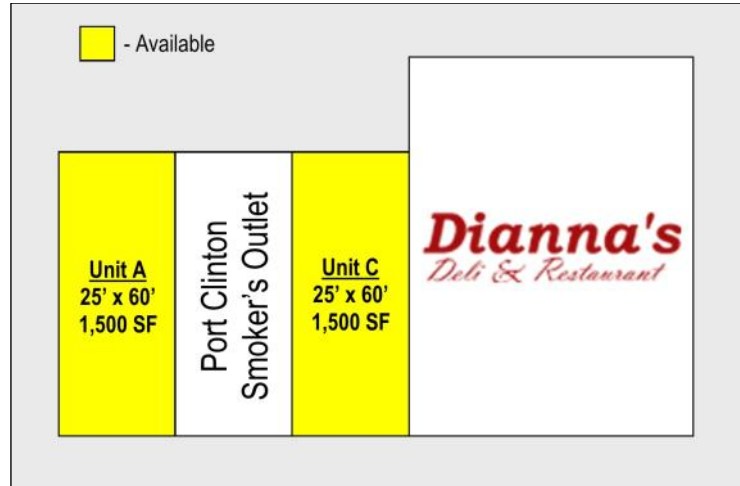 - Available
Unit A
25' x 60'
1,500 SF
Port Clinton
Smoker's Outlet
Unit C
25' x 60'
1,500 SF
Dianna's
Deli & Restaurant